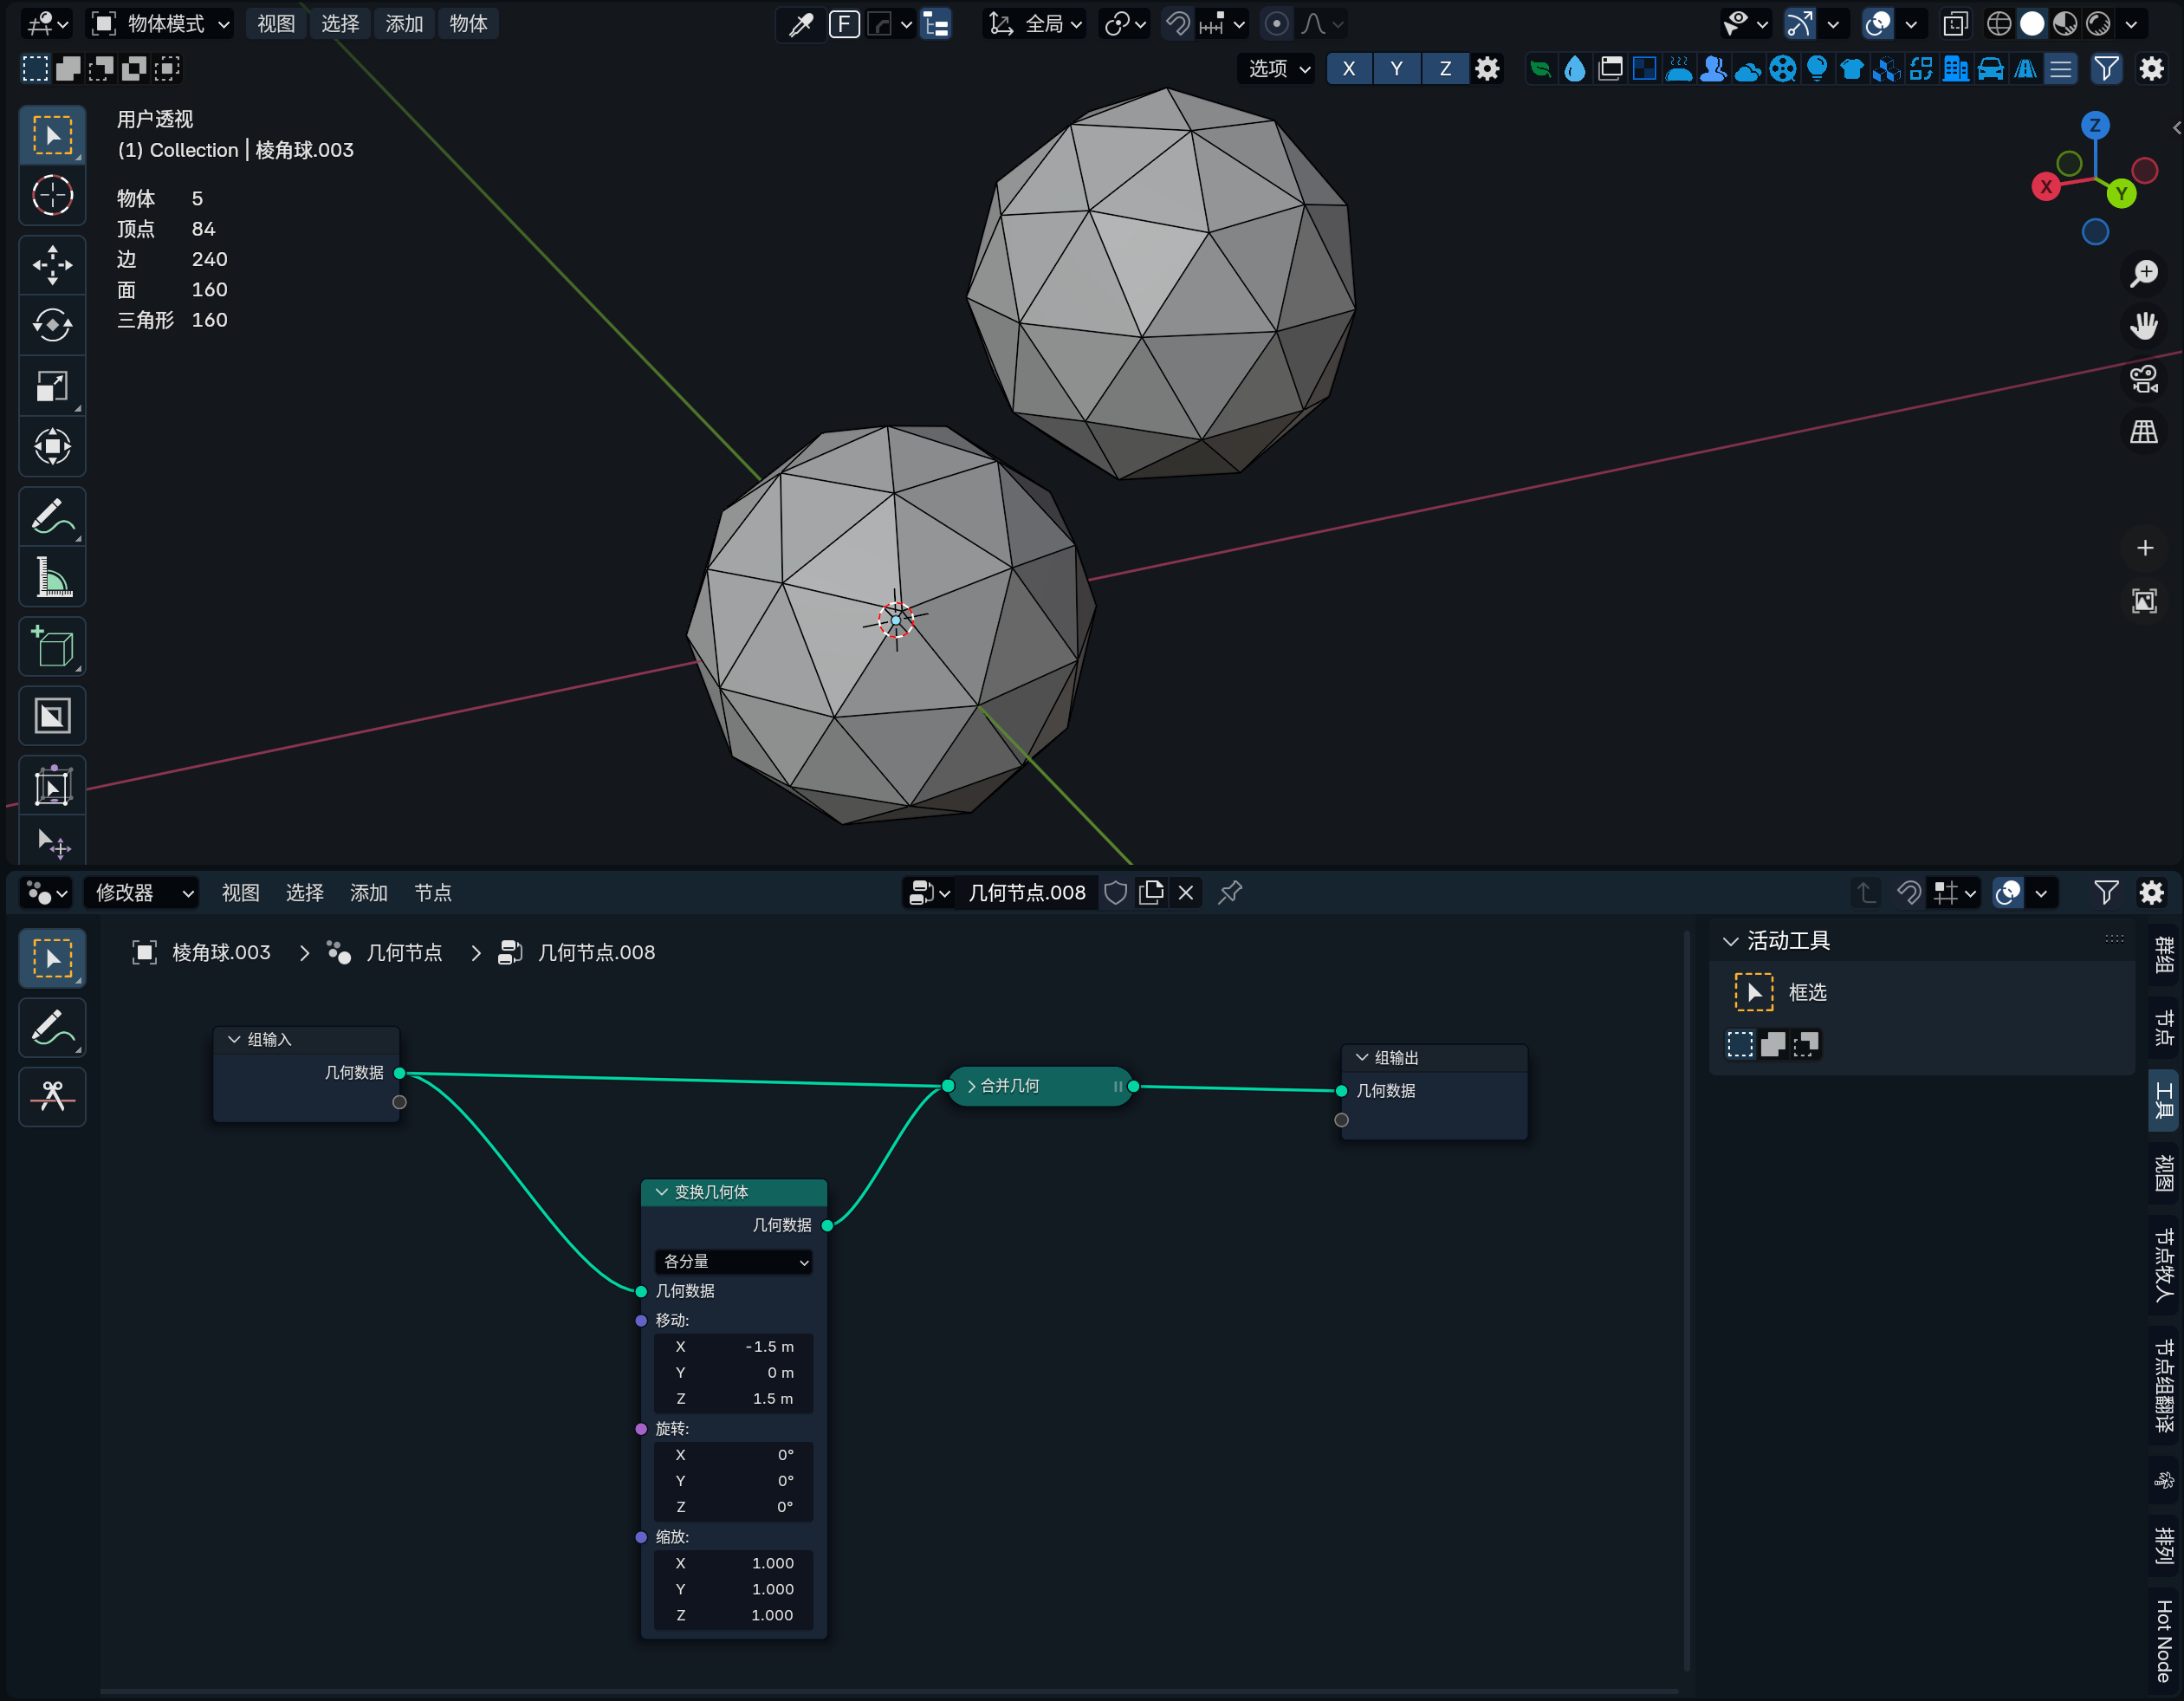 物体模式 视图 选择 添加 物体 F 全局
选项 X Y Z
用户透视
(1) Collection | 棱角球.003
物体 5
顶点 84
边 240
面 160
三角形 160
Z
X
Y
修改器 视图 选择 添加 节点 几何节点.008
棱角球.003 几何节点 几何节点.008
活动工具
框选
组输入
几何数据
合并几何
组输出
几何数据
变换几何体
几何数据
各分量
几何数据
移动:
X -1.5 m
Y 0 m
Z 1.5 m
旋转:
X 0°
Y 0°
Z 0°
缩放:
X 1.000
Y 1.000
Z 1.000
群组
节点
工具
视图
节点牧人
节点组翻译
排列
Hot Node